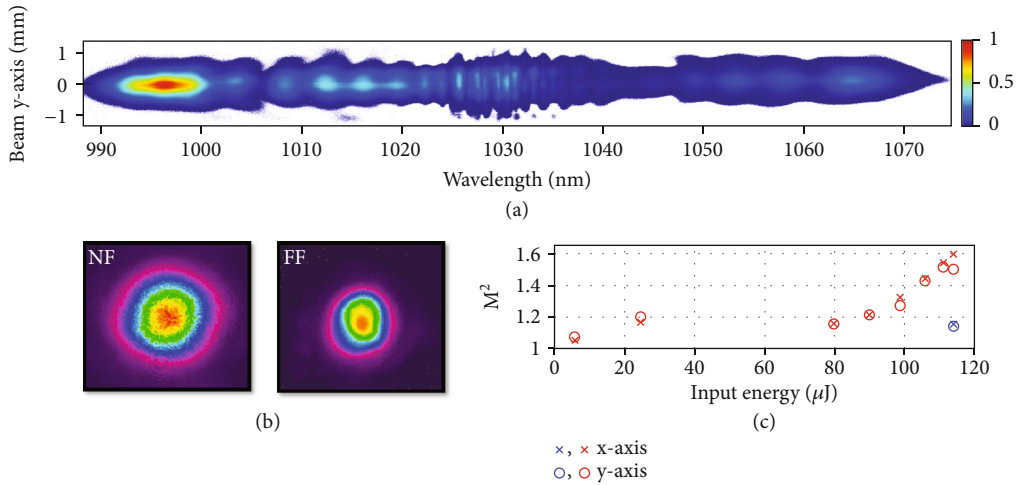 Beam y-axis (mm)
1
0
−1
990 1000 1010 1020 1030 1040 1050 1060 1070
Wavelength (nm)
1
0.5
0
(a)
NF
FF
(b)
M²
1.6
1.4
1.2
1
0 20 40 60 80 100 120
Input energy (μJ)
(c)
×, × x-axis
○, ○ y-axis